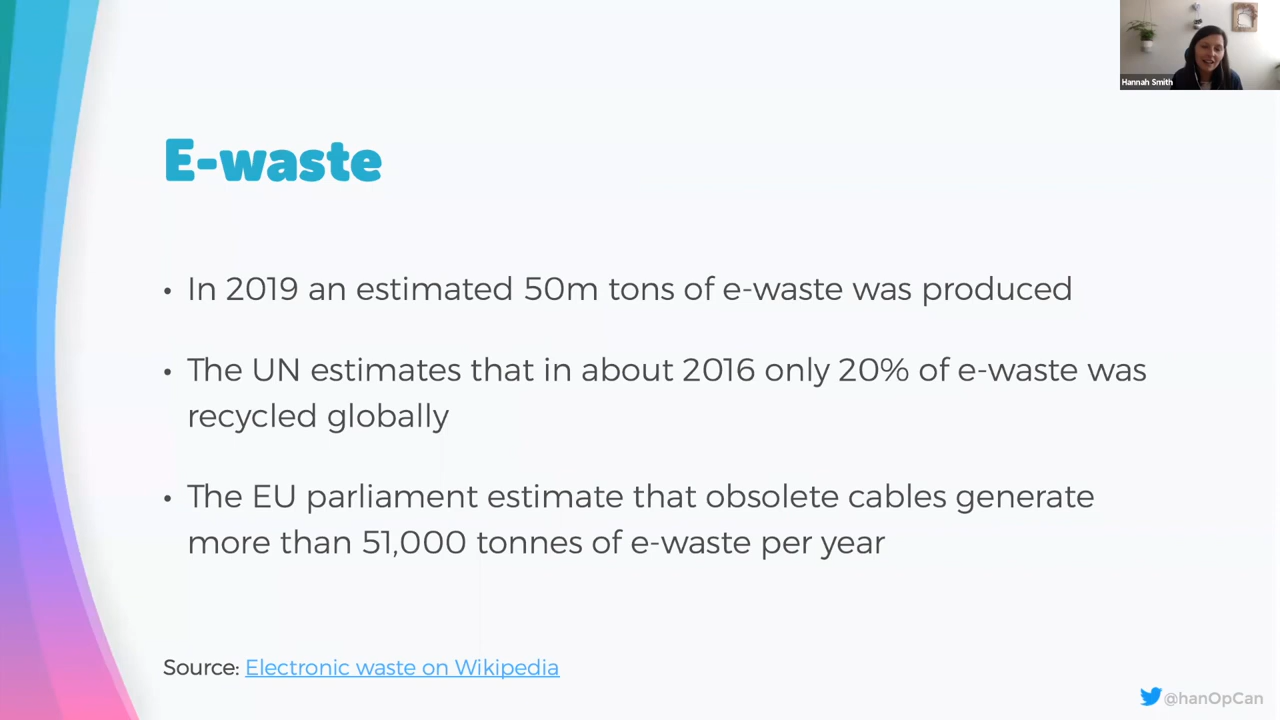 Hannah Smith
E-waste
• In 2019 an estimated 50m tons of e-waste was produced
• The UN estimates that in about 2016 only 20% of e-waste was
recycled globally
• The EU parliament estimate that obsolete cables generate
more than 51,000 tonnes of e-waste per year
Source: Electronic waste on Wikipedia
@hanOpCan